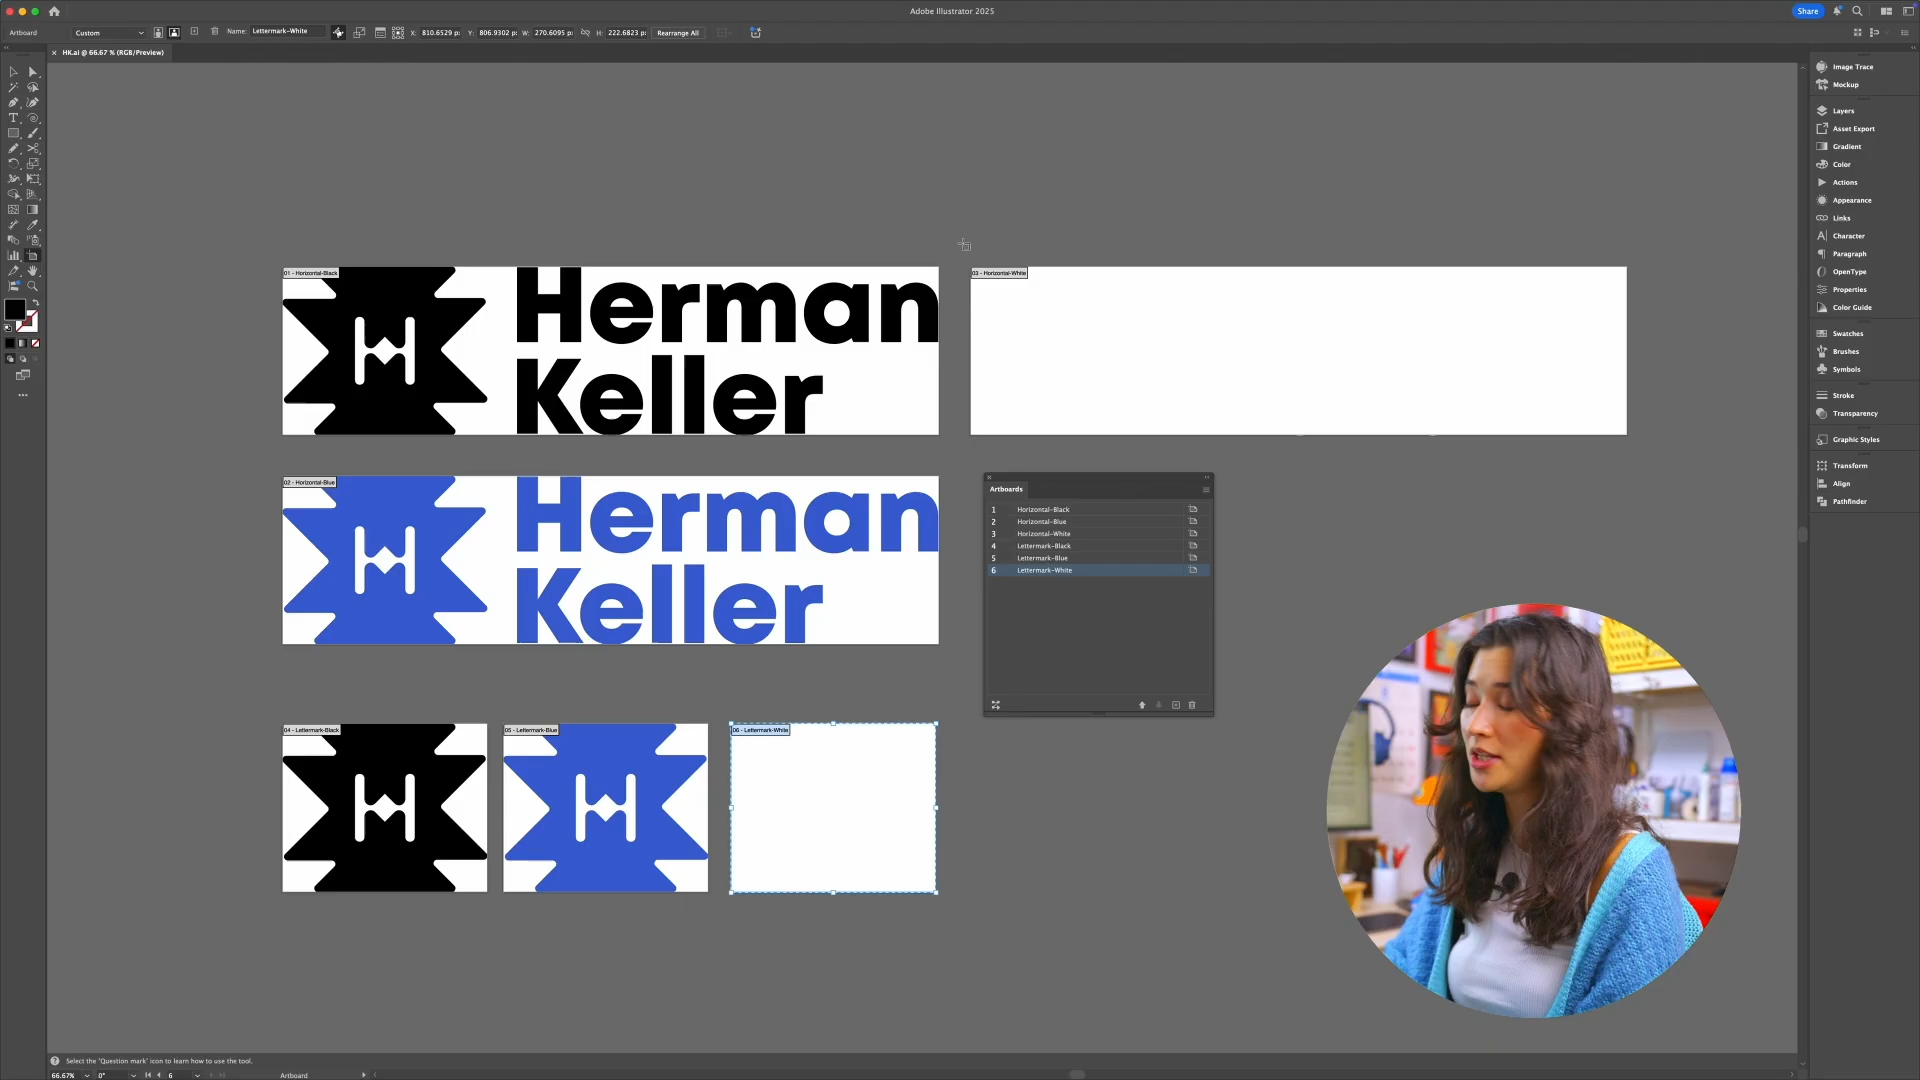 Adobe Illustrator 2025
Share
Artboard
Custom
Name: Lettermark-White
X: 810.6529 p:
Y: 806.9302 p:
W: 270.6095 p:
H: 222.6823 p:
Rearrange All
HK.ai @ 66.67 % (RGB/Preview)
01 - Horizontal-Black
Herman
Keller
03 - Horizontal-White
02 - Horizontal-Blue
Herman
Keller
Artboards
1 Horizontal-Black
2 Horizontal-Blue
3 Horizontal-White
4 Lettermark-Black
5 Lettermark-Blue
6 Lettermark-White
04 - Lettermark-Black
H
05 - Lettermark-Blue
H
06 - Lettermark-White
Image Trace
Mockup
Layers
Asset Export
Gradient
Color
Actions
Appearance
Links
Character
Paragraph
OpenType
Properties
Color Guide
Swatches
Brushes
Symbols
Stroke
Transparency
Graphic Styles
Transform
Align
Pathfinder
Select the 'Question mark' icon to learn how to use the tool.
66.67%
0°
6
Artboard